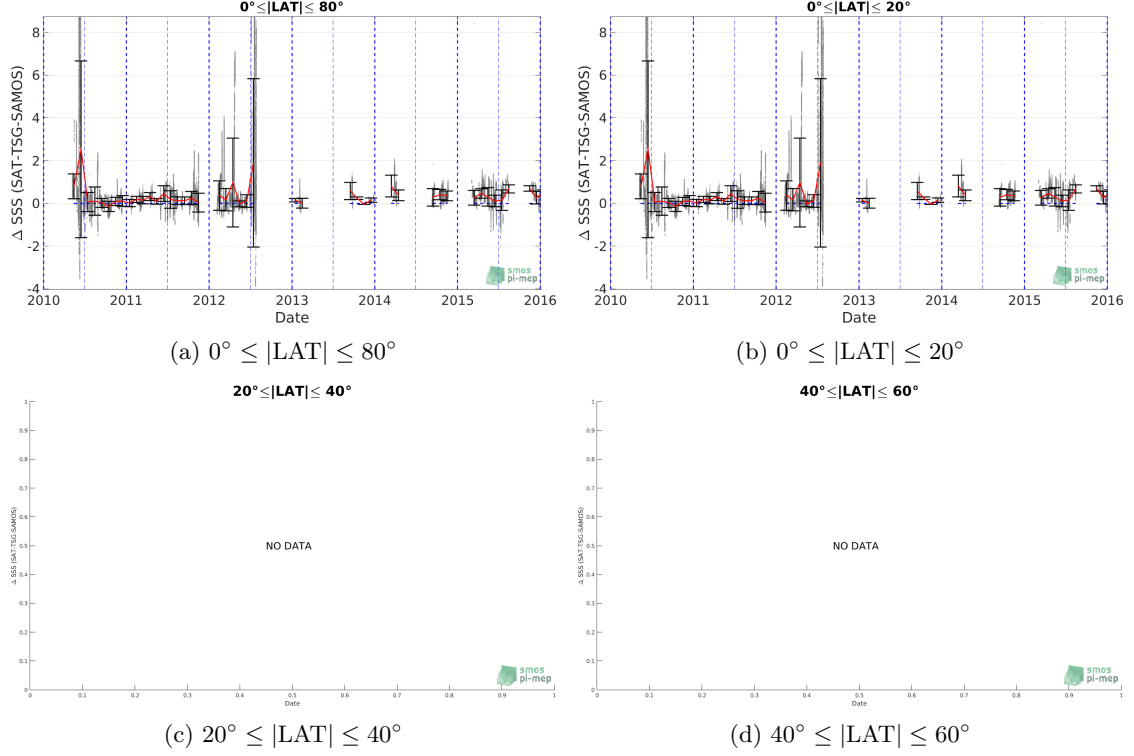 0°≤|LAT|≤ 80°
Δ SSS (SAT-TSG-SAMOS)
8
6
4
2
0
-2
-4
2010 2011 2012 2013 2014 2015 2016
Date
smos
pi-mep
(a) 0° ≤ |LAT| ≤ 80°
0°≤|LAT|≤ 20°
Δ SSS (SAT-TSG-SAMOS)
8
6
4
2
0
-2
-4
2010 2011 2012 2013 2014 2015 2016
Date
smos
pi-mep
(b) 0° ≤ |LAT| ≤ 20°
20°≤|LAT|≤ 40°
Δ SSS (SAT-TSG-SAMOS)
1
0.9
0.8
0.7
0.6
0.5
0.4
0.3
0.2
0.1
0
NO DATA
0 0.1 0.2 0.3 0.4 0.5 0.6 0.7 0.8 0.9 1
Date
smos
pi-mep
(c) 20° ≤ |LAT| ≤ 40°
40°≤|LAT|≤ 60°
Δ SSS (SAT-TSG-SAMOS)
1
0.9
0.8
0.7
0.6
0.5
0.4
0.3
0.2
0.1
0
NO DATA
0 0.1 0.2 0.3 0.4 0.5 0.6 0.7 0.8 0.9 1
Date
smos
pi-mep
(d) 40° ≤ |LAT| ≤ 60°